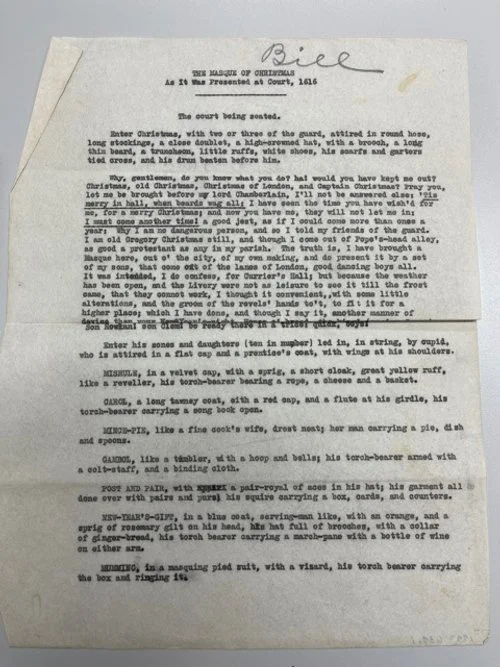 Bill
THE MASQUE OF CHRISTMAS
As It Was Presented at Court, 1616
The court being seated.
Enter Christmas, with two or three of the guard, attired in round hose,
long stockings, a close doublet, a high-crowned hat, with a brooch, a long
thin beard, a truncheon, little ruffs, white shoes, his scarfs and garters
tied cross, and his drum beaten before him.
Why, gentlemen, do you know what you do? ha! would you have kept me out?
Christmas, old Christmas, Christmas of London, and Captain Christmas? Pray you,
let me be brought before my lord Chamberlain, I'll not be answered else: 'Tis
merry in hall, when beards wag all: I have seen the time you have wish'd for
me, for a merry Christmas; and now you have me, they will not let me in:
I must come another time! a good jest, as if I could come more than once a
year: Why I am no dangerous person, and so I told my friends of the guard.
I am old Gregory Christmas still, and though I come out of Pope's-head alley,
as good a protestant as any in my parish. The truth is, I have brought a
Masque here, out o' the city, of my own making, and do present it by a set
of my sons, that come out of the lanes of London, good dancing boys all.
It was intended, I do confess, for Currier's Hall; but because the weather
has been open, and the Livery were not as leisure to see it till the frost
came, that they connot work, I thought it convenient, with some little
alterations, and the groom of the revels' hands to't, to fit it for a
higher place; which I have done, and though I say it, another manner of
Son Rowkan! son Clem! be ready there in a trice: quick, boys!
Enter his sones and daughters (ten in number) led in, in string, by cupid,
who is attired in a flat cap and a prentice's coat, with wings at his shoulders.
MISRULE, in a velvet cap, with a sprig, a short cloak, great yellow ruff,
like a reveller, his torch-bearer bearing a rope, a cheese and a basket.
CAROL, a long tawney coat, with a red cap, and a flute at his girdle, his
torch-bearer carrying a song book open.
MINCE-PIE, like a fine cook's wife, drest neat; her man carrying a pie, dish
and spoons.
GAMBOL, like a tumbler, with a hoop and bells; his torch-bearer armed with
a colt-staff, and a binding cloth.
POST AND PAIR, with a pair-royal of aces in his hat; his garment all
done over with pairs and purs; his squire carrying a box, cards, and counters.
NEW-YEAR'S-GIFT, in a blue coat, serving-man like, with an orange, and a
sprig of rosemary gilt on his head, his hat full of brooches, with a collar
of ginger-bread, his torch bearer carrying a march-pane with a bottle of wine
on either arm.
MUMMING, in a masquing pied suit, with a vizard, his torch bearer carrying
the box and ringing it.